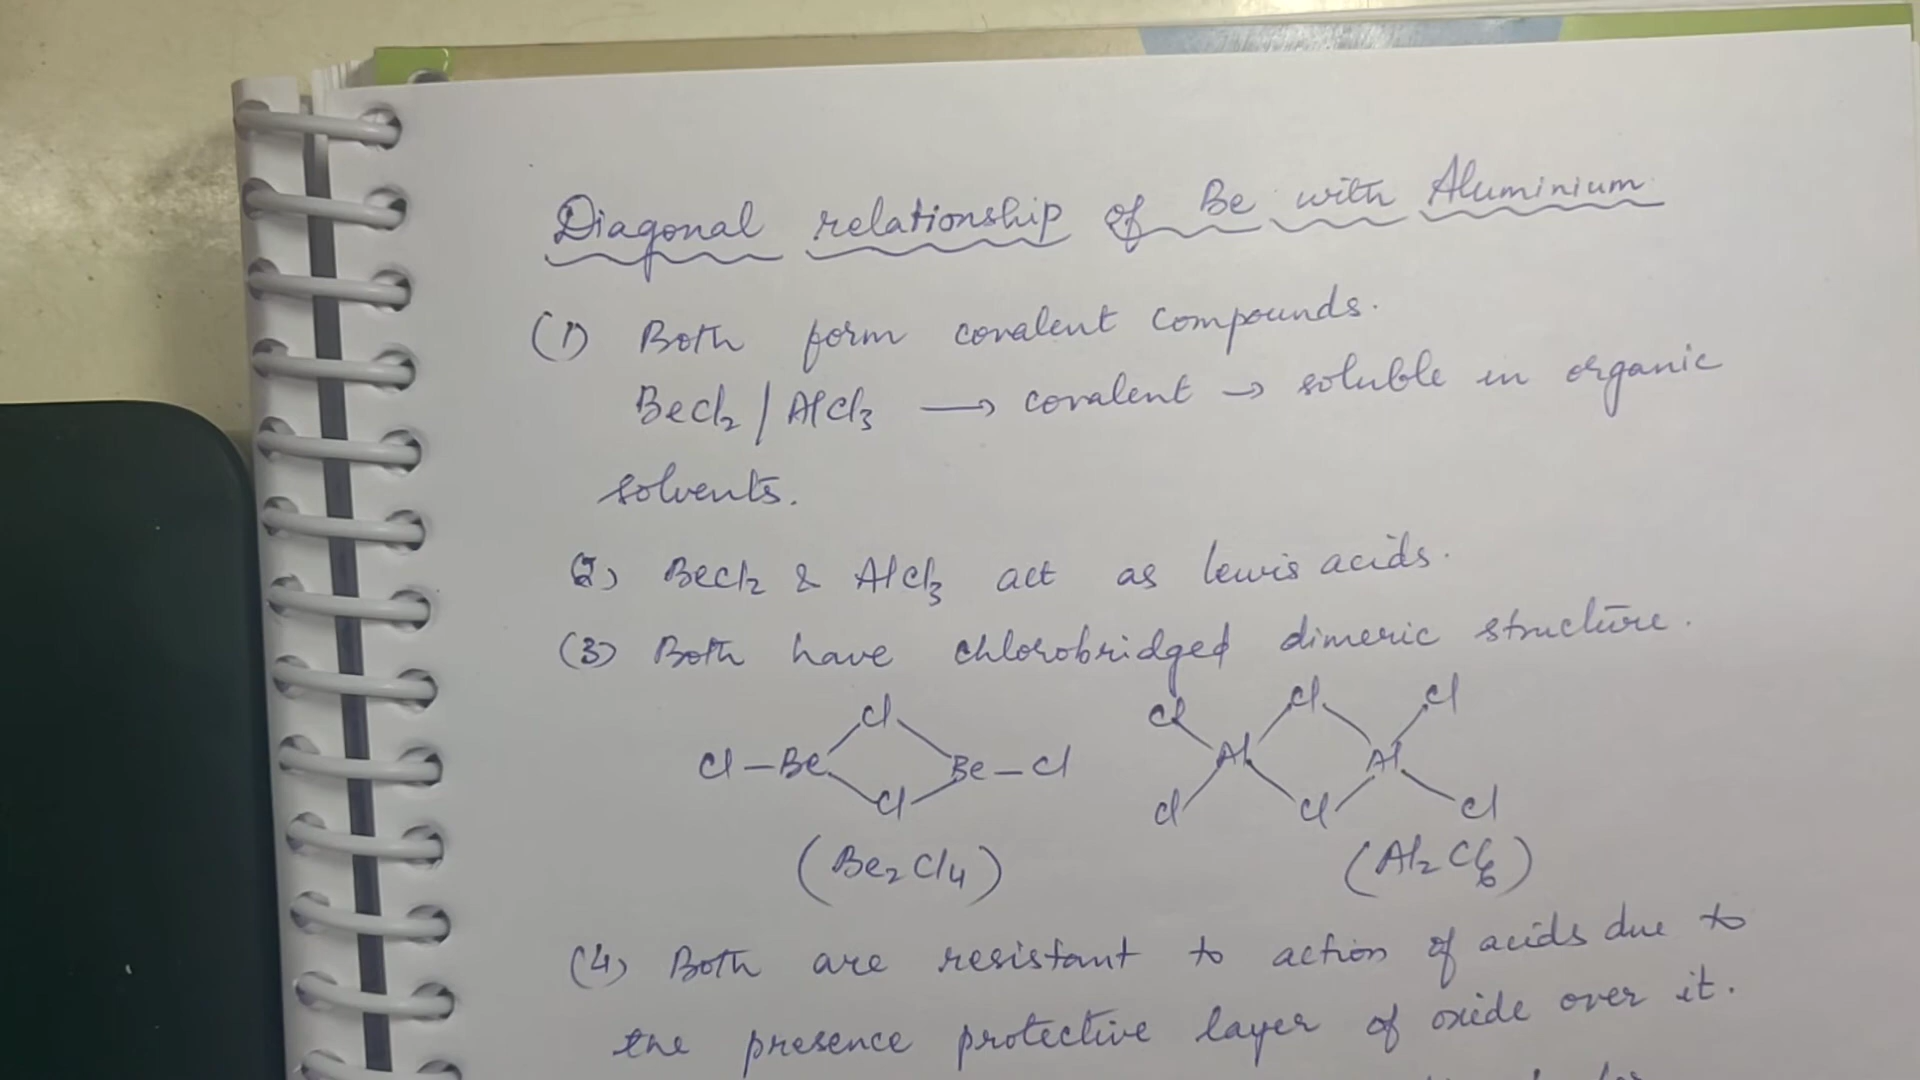 Diagonal relationship of Be with Aluminium
(1) Both form covalent compounds.
BeCl2 / AlCl3 → covalent → soluble in organic
solvents.
(2) BeCl2 & AlCl3 act as lewis acids.
(3) Both have chlorobridged dimeric structure.
Cl Cl Cl Cl
Cl-Be Be-Cl Al Al
Cl Cl Cl Cl
(Be2Cl4) (Al2Cl6)
(4) Both are resistant to action of acids due to
the presence protective layer of oxide over it.